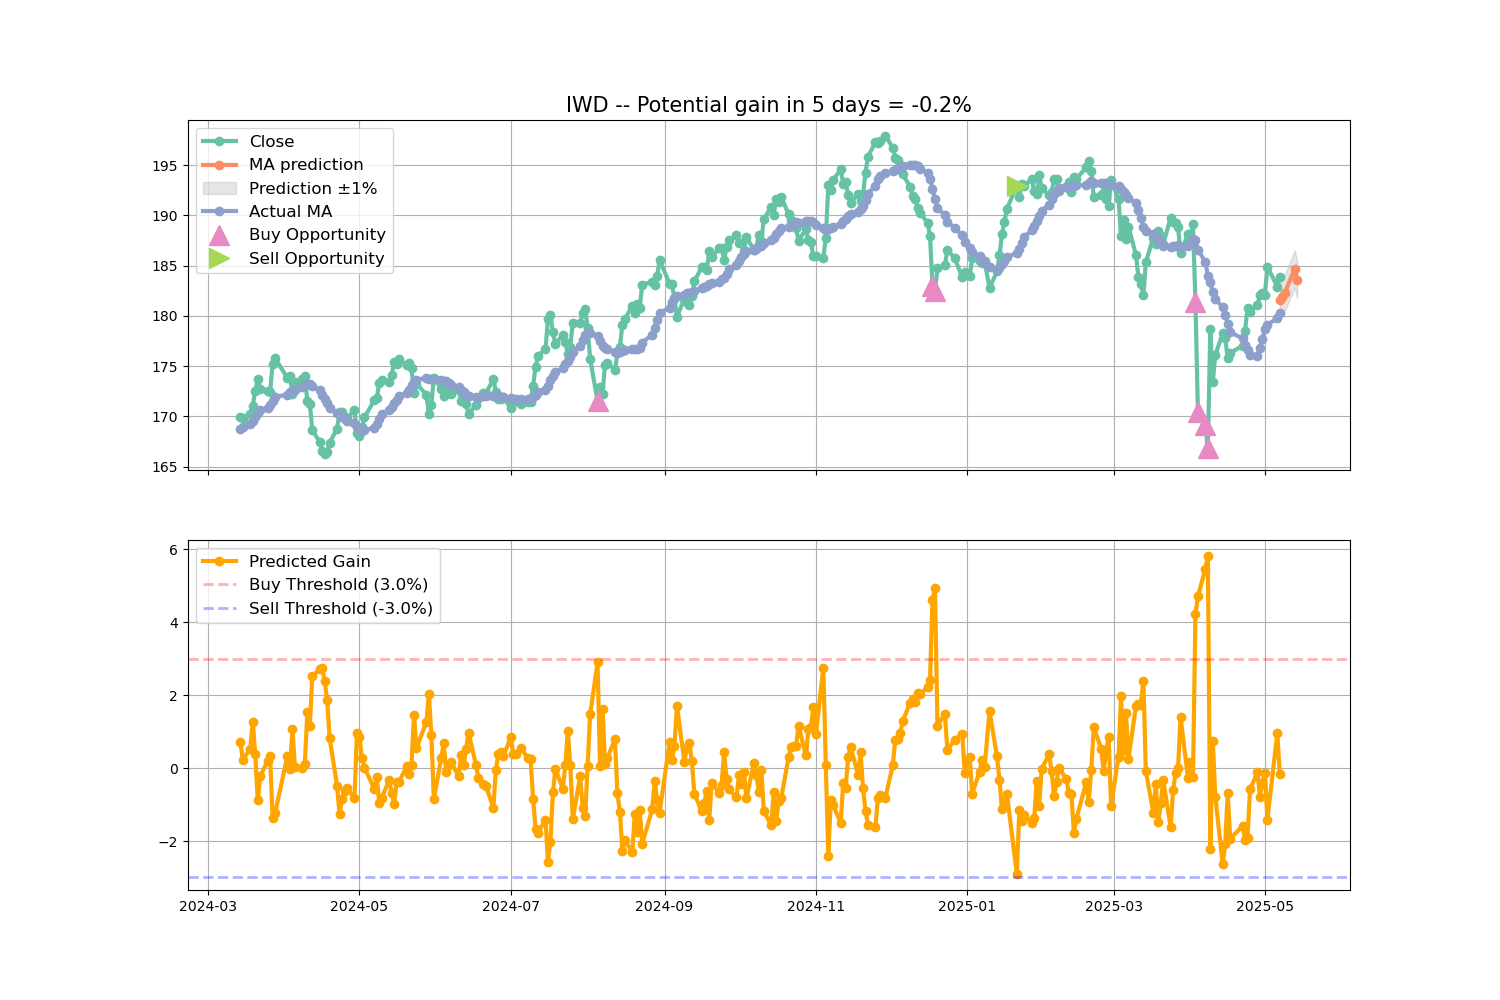 IWD -- Potential gain in 5 days = -0.2%
Close
MA prediction
Prediction ±1%
Actual MA
Buy Opportunity
Sell Opportunity
195
190
185
180
175
170
165
Predicted Gain
Buy Threshold (3.0%)
Sell Threshold (-3.0%)
6
4
2
0
−2
2024-03 2024-05 2024-07 2024-09 2024-11 2025-01 2025-03 2025-05